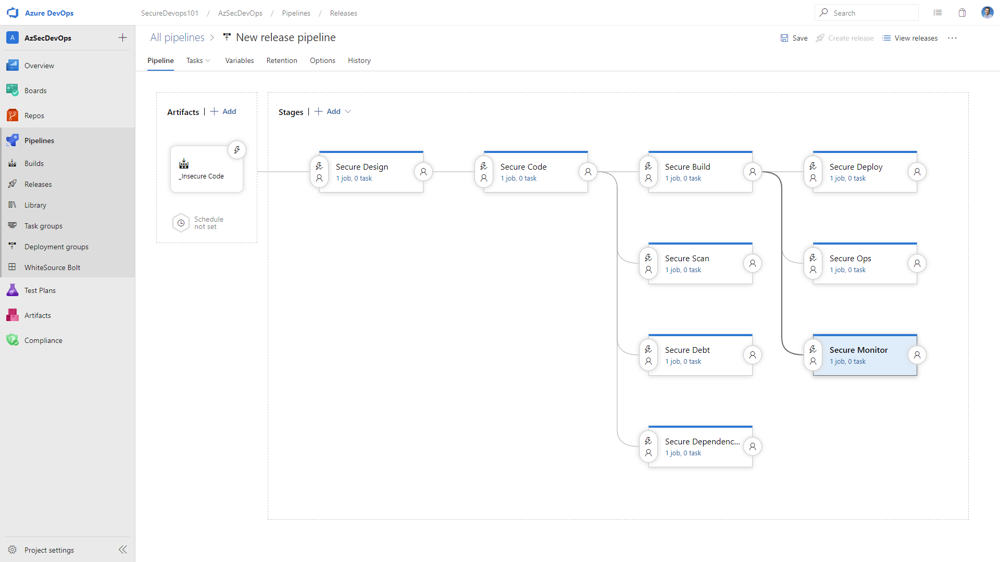 Azure DevOps
SecureDevops101 / AzSecDevOps / Pipelines / Releases
Search
A AzSecDevOps
Overview
Boards
Repos
Pipelines
Builds
Releases
Library
Task groups
Deployment groups
WhiteSource Bolt
Test Plans
Artifacts
Compliance
Project settings
All pipelines > New release pipeline
Save
Create release
View releases
...
Pipeline Tasks Variables Retention Options History
Artifacts | + Add
_Insecure Code
Schedule
not set
Stages | + Add
Secure Design
1 job, 0 task
Secure Code
1 job, 0 task
Secure Build
1 job, 0 task
Secure Deploy
1 job, 0 task
Secure Scan
1 job, 0 task
Secure Ops
1 job, 0 task
Secure Debt
1 job, 0 task
Secure Monitor
1 job, 0 task
Secure Dependenc...
1 job, 0 task